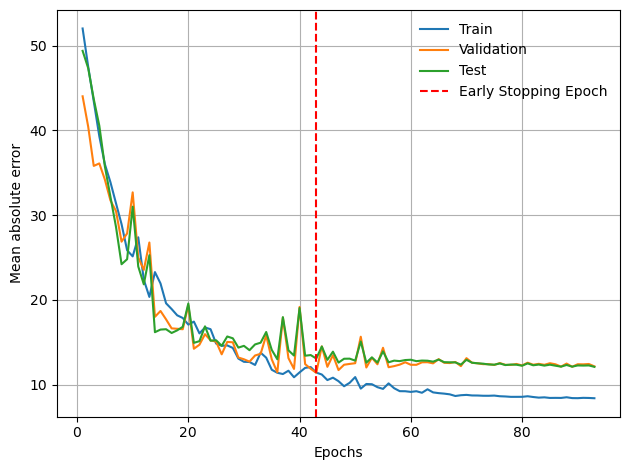 Train
Validation
Test
Early Stopping Epoch
Mean absolute error
50
40
30
20
10
0 20 40 60 80
Epochs